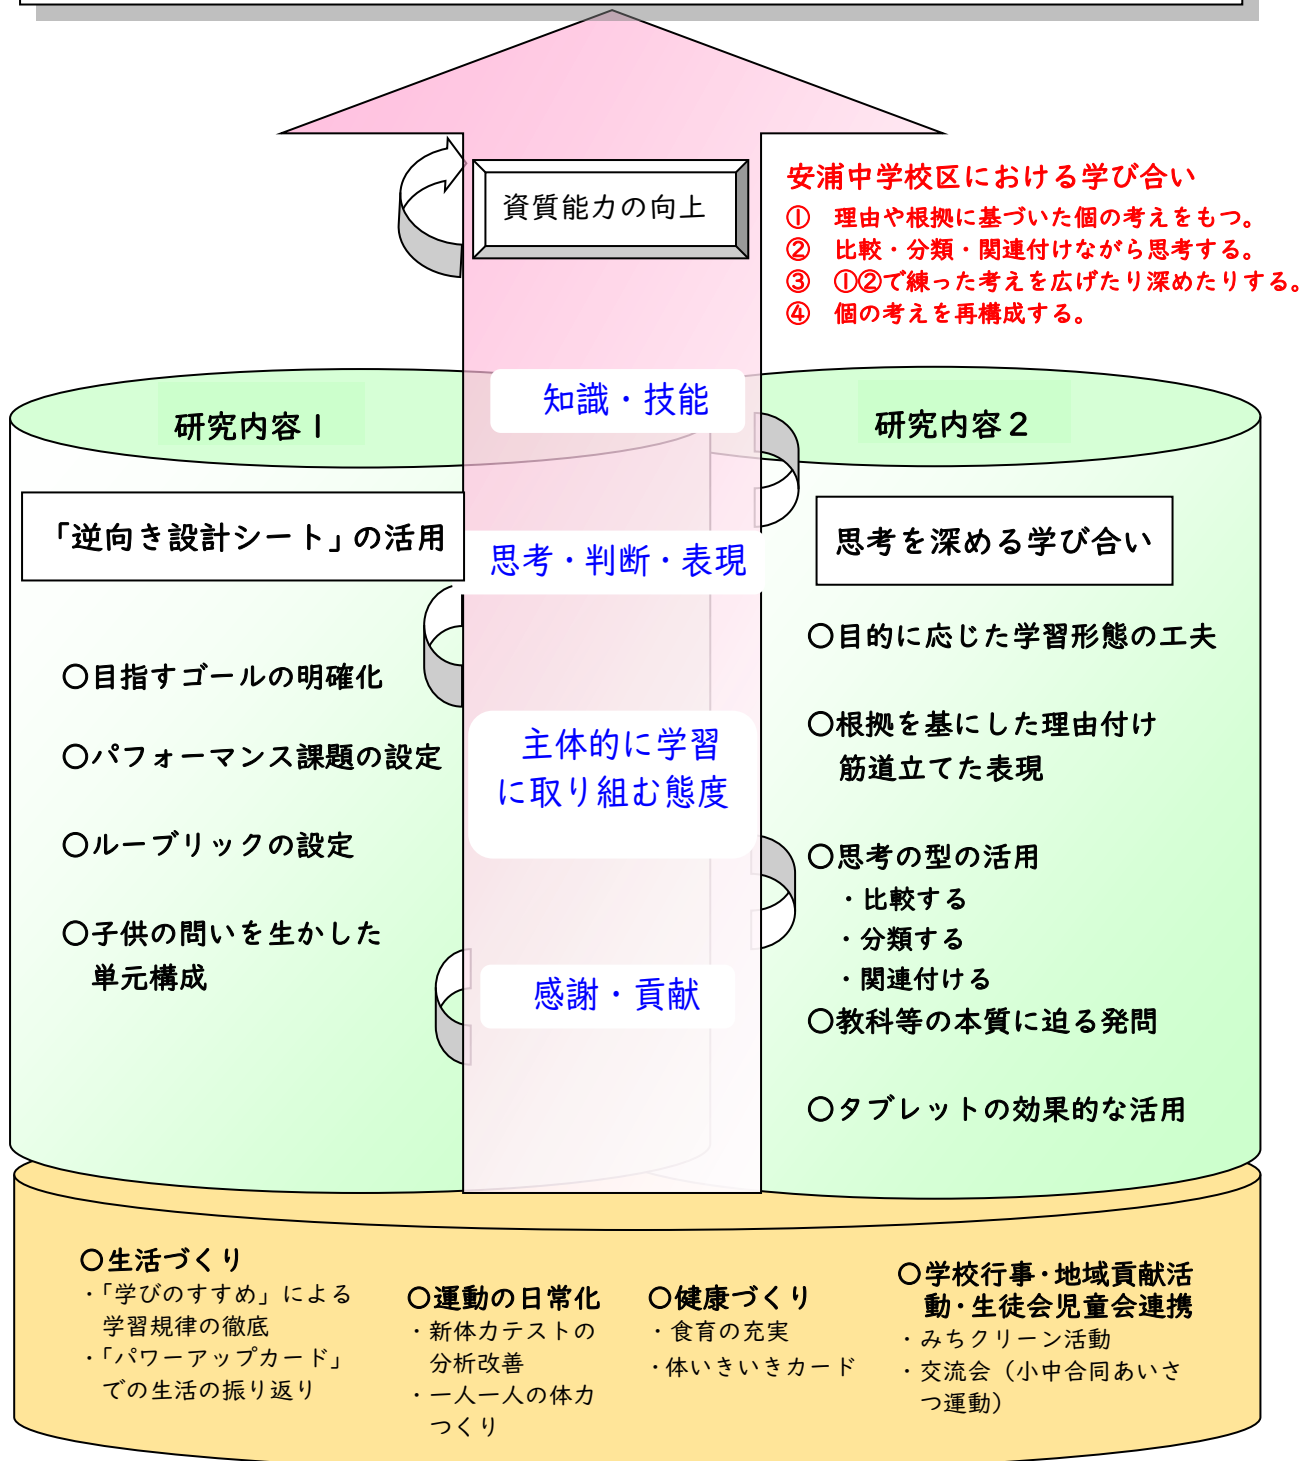 資質能力の向上
安浦中学校区における学び合い
① 理由や根拠に基づいた個の考えをもつ。
② 比較・分類・関連付けながら思考する。
③ ①②で練った考えを広げたり深めたりする。
④ 個の考えを再構成する。
知識・技能
思考・判断・表現
主体的に学習
に取り組む態度
感謝・貢献
研究内容1
「逆向き設計シート」の活用
○目指すゴールの明確化
○パフォーマンス課題の設定
○ルーブリックの設定
○子供の問いを生かした
単元構成
研究内容2
思考を深める学び合い
○目的に応じた学習形態の工夫
○根拠を基にした理由付け
筋道立てた表現
○思考の型の活用
・比較する
・分類する
・関連付ける
○教科等の本質に迫る発問
○タブレットの効果的な活用
○生活づくり
・「学びのすすめ」による
学習規律の徹底
・「パワーアップカード」
での生活の振り返り
○運動の日常化
・新体力テストの
分析改善
・一人一人の体力
つくり
○健康づくり
・食育の充実
・体いきいきカード
○学校行事・地域貢献活
動・生徒会児童会連携
・みちクリーン活動
・交流会（小中合同あいさ
つ運動）